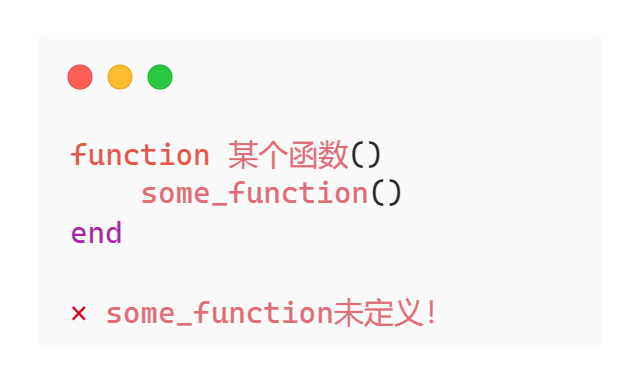 function 某个函数()
    some_function()
end
× some_function未定义！